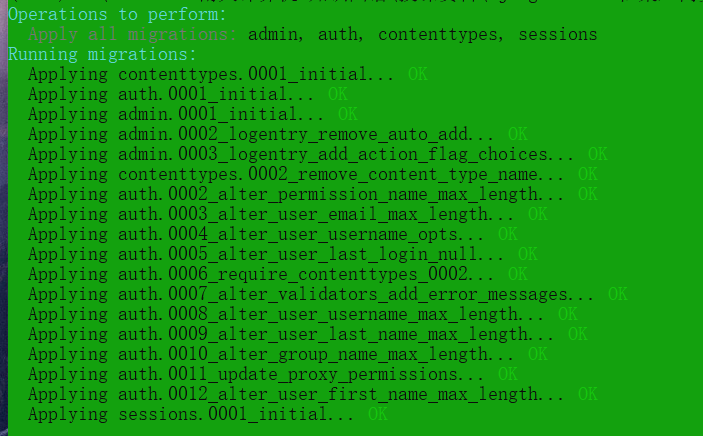 Operations to perform:
  Apply all migrations: admin, auth, contenttypes, sessions
Running migrations:
  Applying contenttypes.0001_initial... OK
  Applying auth.0001_initial... OK
  Applying admin.0001_initial... OK
  Applying admin.0002_logentry_remove_auto_add... OK
  Applying admin.0003_logentry_add_action_flag_choices... OK
  Applying contenttypes.0002_remove_content_type_name... OK
  Applying auth.0002_alter_permission_name_max_length... OK
  Applying auth.0003_alter_user_email_max_length... OK
  Applying auth.0004_alter_user_username_opts... OK
  Applying auth.0005_alter_user_last_login_null... OK
  Applying auth.0006_require_contenttypes_0002... OK
  Applying auth.0007_alter_validators_add_error_messages... OK
  Applying auth.0008_alter_user_username_max_length... OK
  Applying auth.0009_alter_user_last_name_max_length... OK
  Applying auth.0010_alter_group_name_max_length... OK
  Applying auth.0011_update_proxy_permissions... OK
  Applying auth.0012_alter_user_first_name_max_length... OK
  Applying sessions.0001_initial... OK